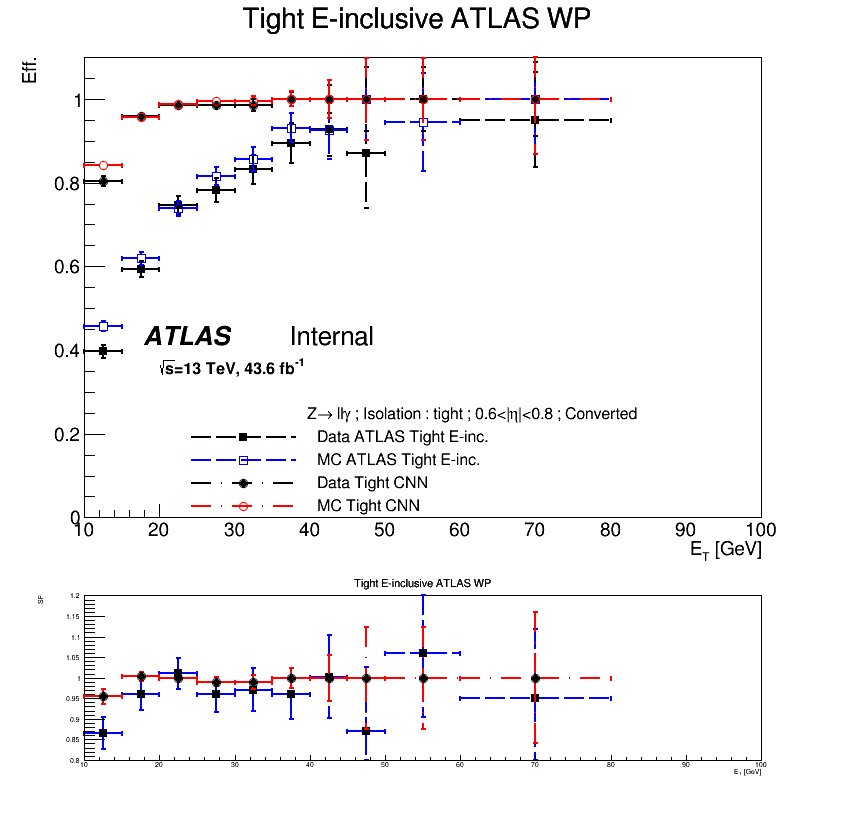 Tight E-inclusive ATLAS WP
Eff.
1
0.8
0.6
0.4
0.2
0
ATLAS Internal
√s=13 TeV, 43.6 fb⁻¹
Z→ llγ ; Isolation : tight ; 0.6<|η|<0.8 ; Converted
Data ATLAS Tight E-inc.
MC ATLAS Tight E-inc.
Data Tight CNN
MC Tight CNN
10 20 30 40 50 60 70 80 90 100
E_T [GeV]
Tight E-inclusive ATLAS WP
SF
1.2
1.15
1.1
1.05
1
0.95
0.9
0.85
0.8
10 20 30 40 50 60 70 80 90 100
E_T [GeV]